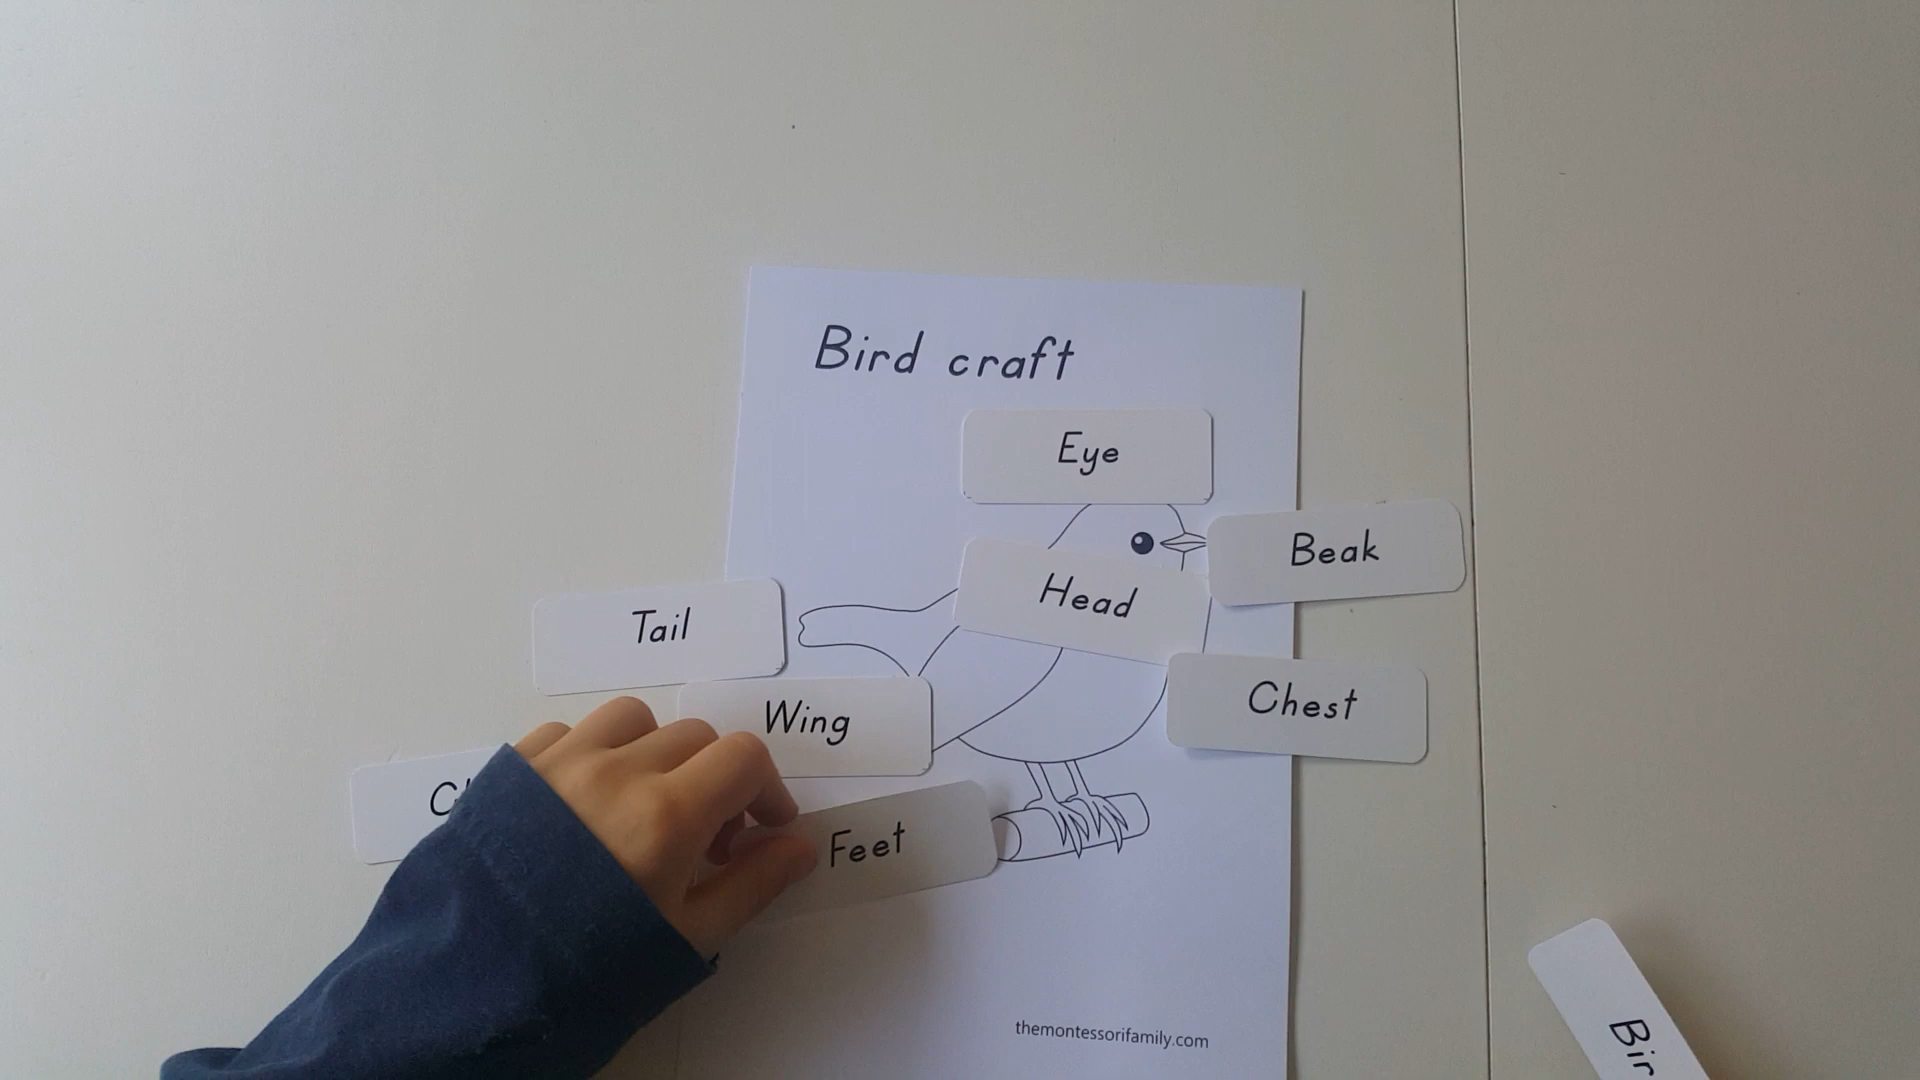 Bird craft
Eye
Beak
Head
Tail
Chest
Wing
Feet
themontessorifamily.com